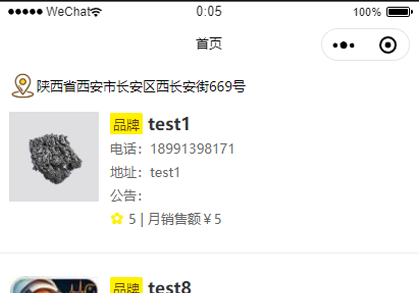 WeChat 0:05 100%
首页
陕西省西安市长安区西长安街669号
品牌 test1
电话：18991398171
地址：test1
公告：
5 | 月销售额￥5
品牌 test8